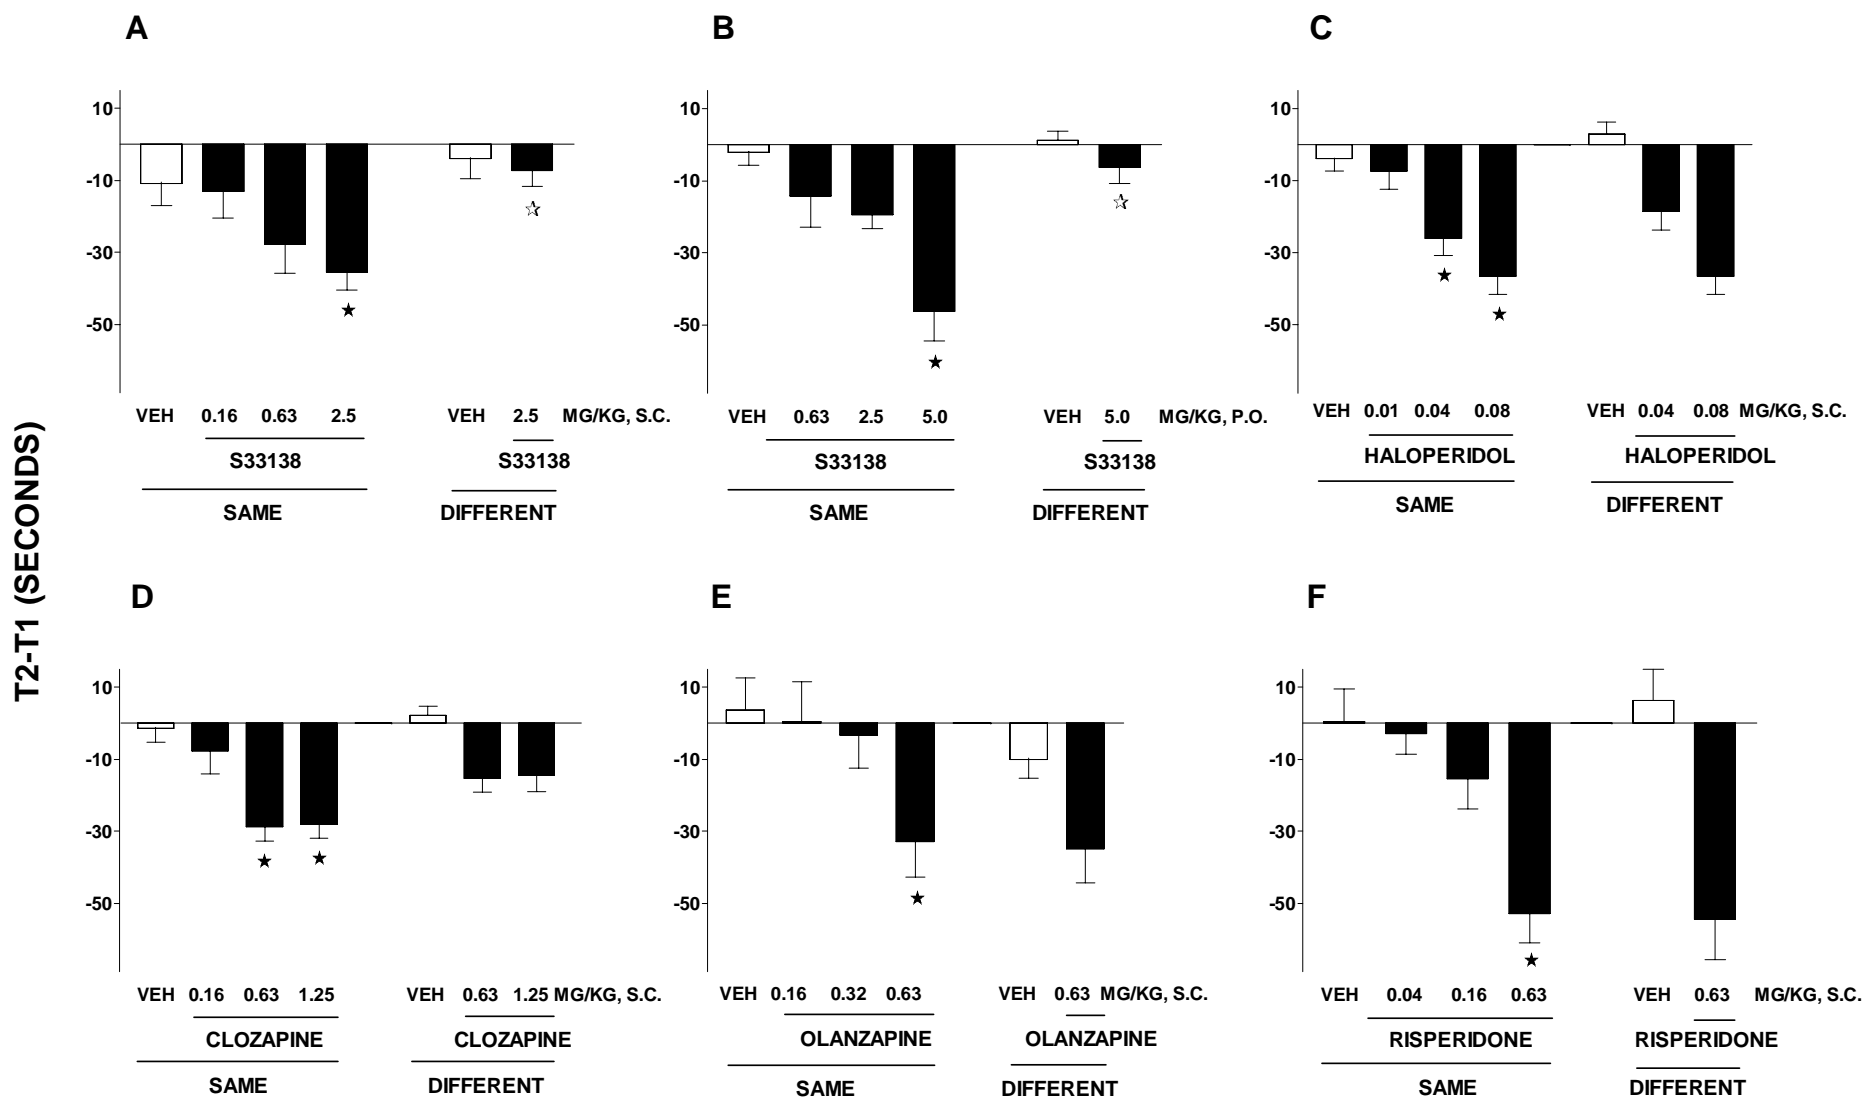 A
B
C
T2-T1 (SECONDS)
10
-10
-30
-50
VEH 0.16 0.63 2.5 VEH 2.5 MG/KG, S.C.
S33138 S33138
SAME DIFFERENT
10
-10
-30
-50
VEH 0.63 2.5 5.0 VEH 5.0 MG/KG, P.O.
S33138 S33138
SAME DIFFERENT
10
-10
-30
-50
VEH 0.01 0.04 0.08 VEH 0.04 0.08 MG/KG, S.C.
HALOPERIDOL HALOPERIDOL
SAME DIFFERENT
D
E
F
10
-10
-30
-50
VEH 0.16 0.63 1.25 VEH 0.63 1.25 MG/KG, S.C.
CLOZAPINE CLOZAPINE
SAME DIFFERENT
10
-10
-30
-50
VEH 0.16 0.32 0.63 VEH 0.63 MG/KG, S.C.
OLANZAPINE OLANZAPINE
SAME DIFFERENT
10
-10
-30
-50
VEH 0.04 0.16 0.63 VEH 0.63 MG/KG, S.C.
RISPERIDONE RISPERIDONE
SAME DIFFERENT